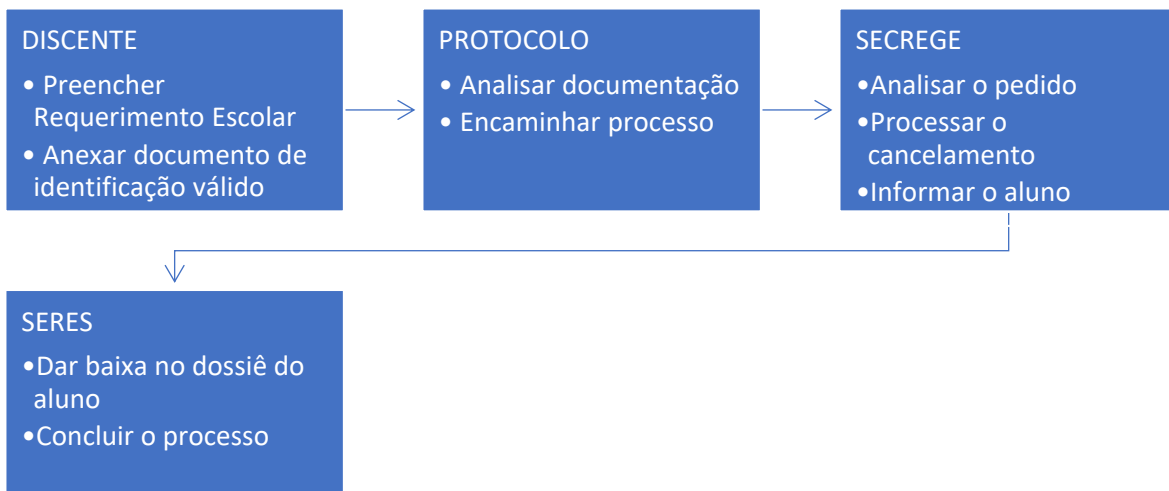 DISCENTE
• Preencher
Requerimento Escolar
• Anexar documento de
identificação válido
PROTOCOLO
• Analisar documentação
• Encaminhar processo
SECREGE
•Analisar o pedido
•Processar o
cancelamento
•Informar o aluno
SERES
•Dar baixa no dossiê do
aluno
•Concluir o processo